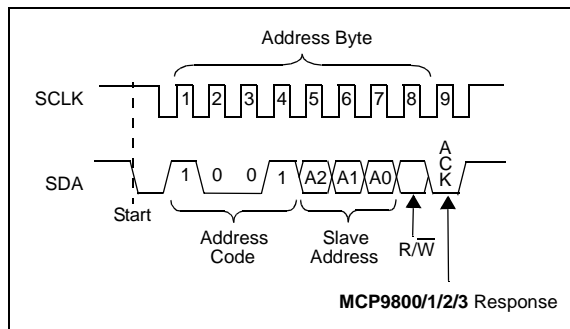 Address Byte
SCLK 1 2 3 4 5 6 7 8 9
SDA 1 0 0 1 A2 A1 A0 ACK
Start
Address Code
Slave Address
R/W̅
MCP9800/1/2/3 Response